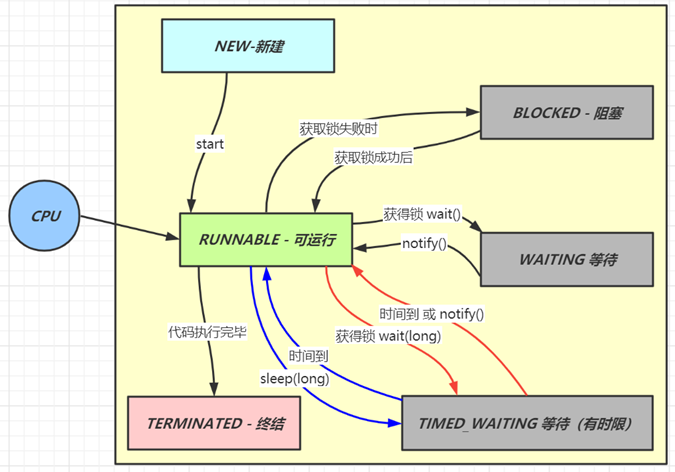 NEW-新建
BLOCKED - 阻塞
获取锁失败时
start
获取锁成功后
CPU
RUNNABLE - 可运行
获得锁 wait()
notify()
WAITING 等待
时间到 或 notify()
代码执行完毕
获得锁 wait(long)
时间到
sleep(long)
TERMINATED - 终结
TIMED_WAITING 等待（有时限）